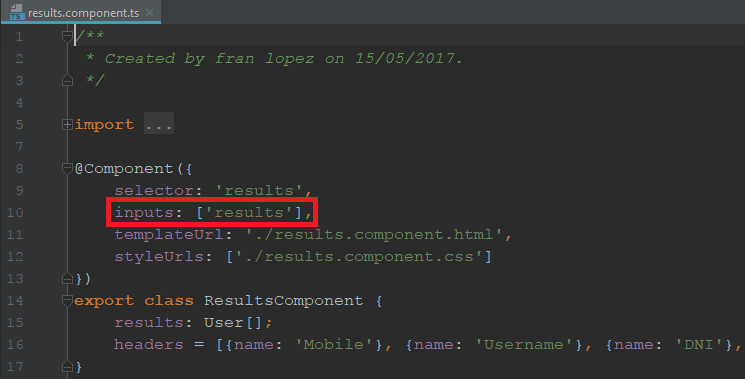 results.component.ts
1 /**
2 * Created by fran lopez on 15/05/2017.
3 */
4
5 import ...
7
8 @Component({
9 selector: 'results',
10 inputs: ['results'],
11 templateUrl: './results.component.html',
12 styleUrls: ['./results.component.css']
13 })
14 export class ResultsComponent {
15 results: User[];
16 headers = [{name: 'Mobile'}, {name: 'Username'}, {name: 'DNI'},
17 }